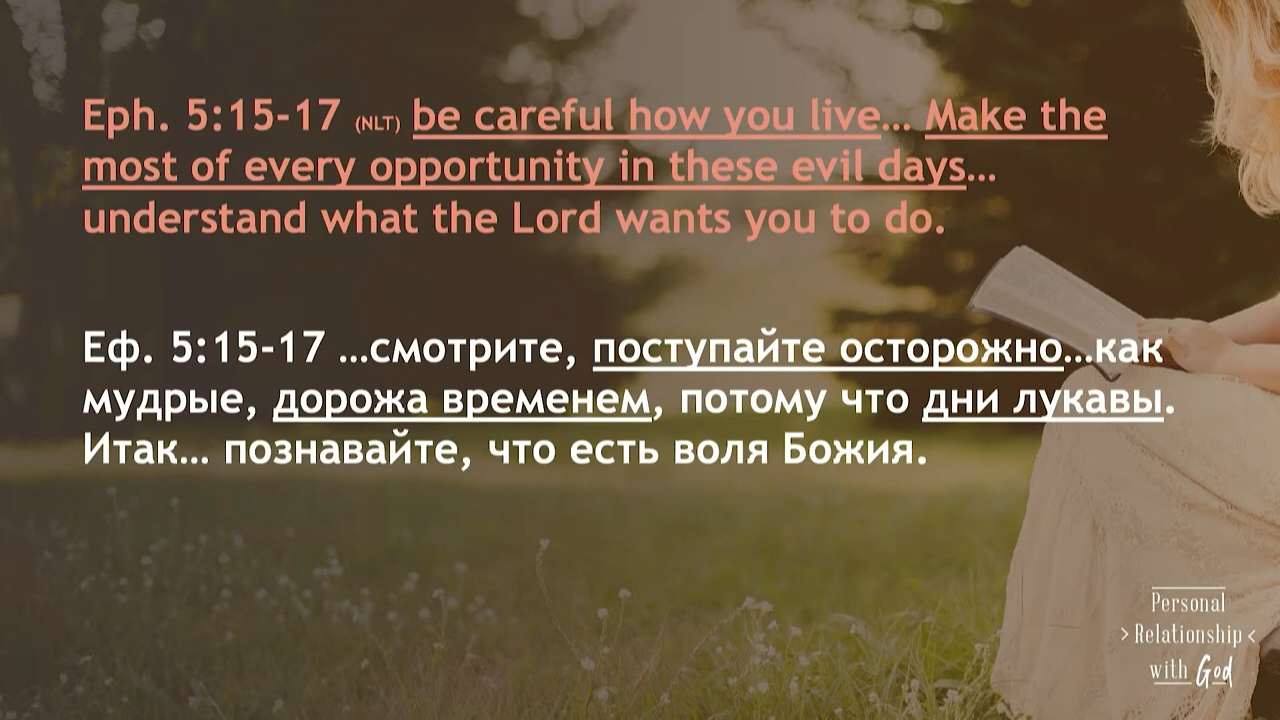 Eph. 5:15-17 (NLT) be careful how you live… Make the
most of every opportunity in these evil days…
understand what the Lord wants you to do.
Еф. 5:15-17 …смотрите, поступайте осторожно…как
мудрые, дорожа временем, потому что дни лукавы.
Итак… познавайте, что есть воля Божия.
Personal
>Relationship<
with God